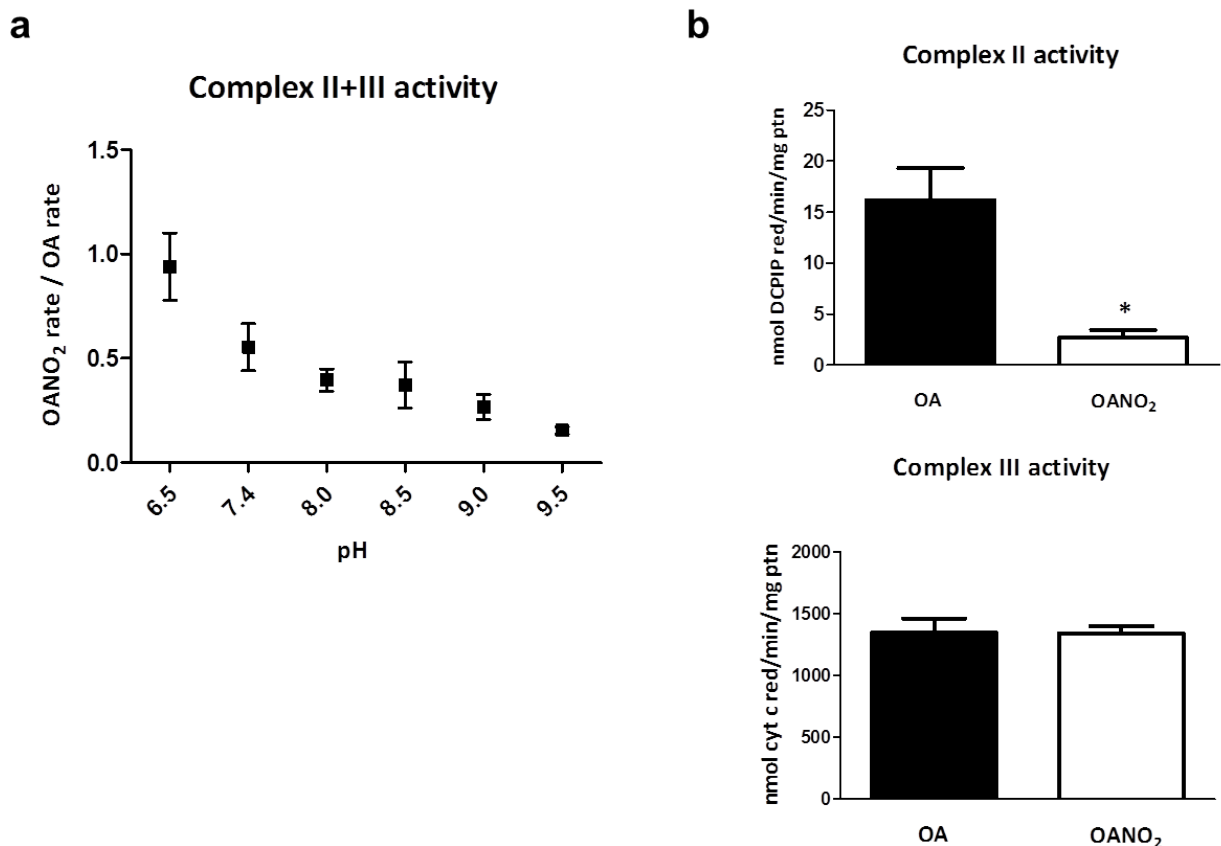 a
Complex II+III activity
1.5
1.0
0.5
0.0
OANO₂ rate / OA rate
6.5
7.4
8.0
8.5
9.0
9.5
pH
b
Complex II activity
25
20
15
10
5
0
nmol DCPIP red/min/mg ptn
*
OA
OANO₂
Complex III activity
2000
1500
1000
500
0
nmol cyt c red/min/mg ptn
OA
OANO₂